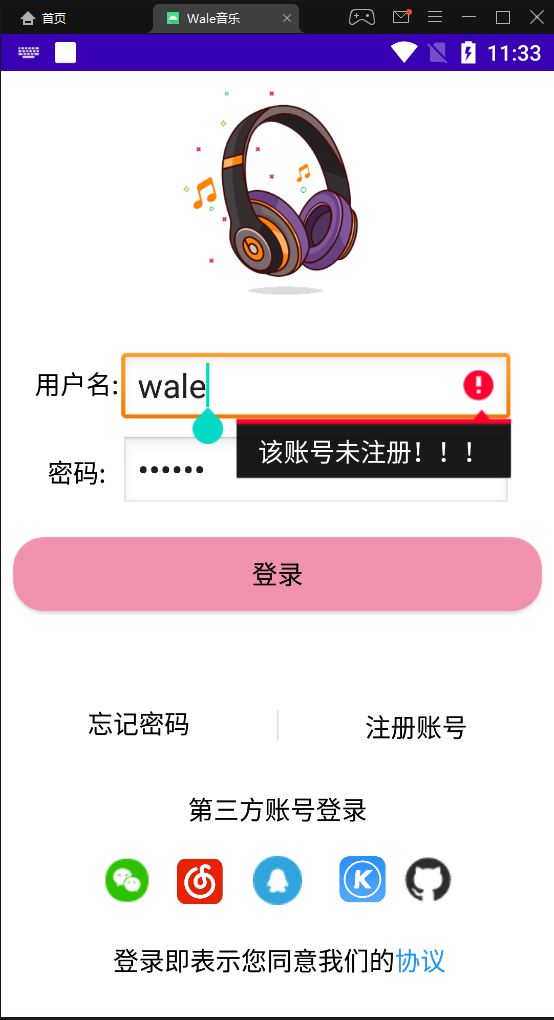 首页
Wale音乐
11:33
用户名:
wale
该账号未注册！！！
密码:
••••••
登录
忘记密码
注册账号
第三方账号登录
登录即表示您同意我们的协议